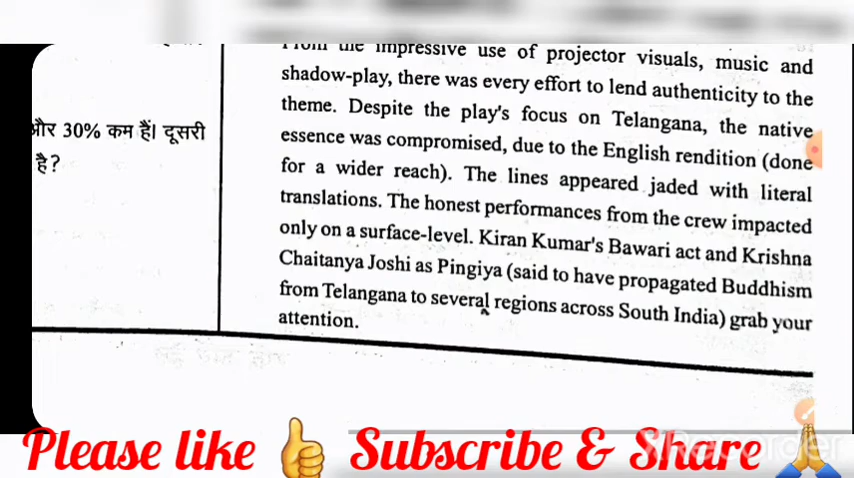 और 30% कम हैं। दूसरी
है?
From the impressive use of projector visuals, music and
shadow-play, there was every effort to lend authenticity to the
theme. Despite the play's focus on Telangana, the native
essence was compromised, due to the English rendition (done
for a wider reach). The lines appeared jaded with literal
translations. The honest performances from the crew impacted
only on a surface-level. Kiran Kumar's Bawari act and Krishna
Chaitanya Joshi as Pingiya (said to have propagated Buddhism
from Telangana to several regions across South India) grab your
attention.
XRecorder
Please like 👍 Subscribe & Share 🙏